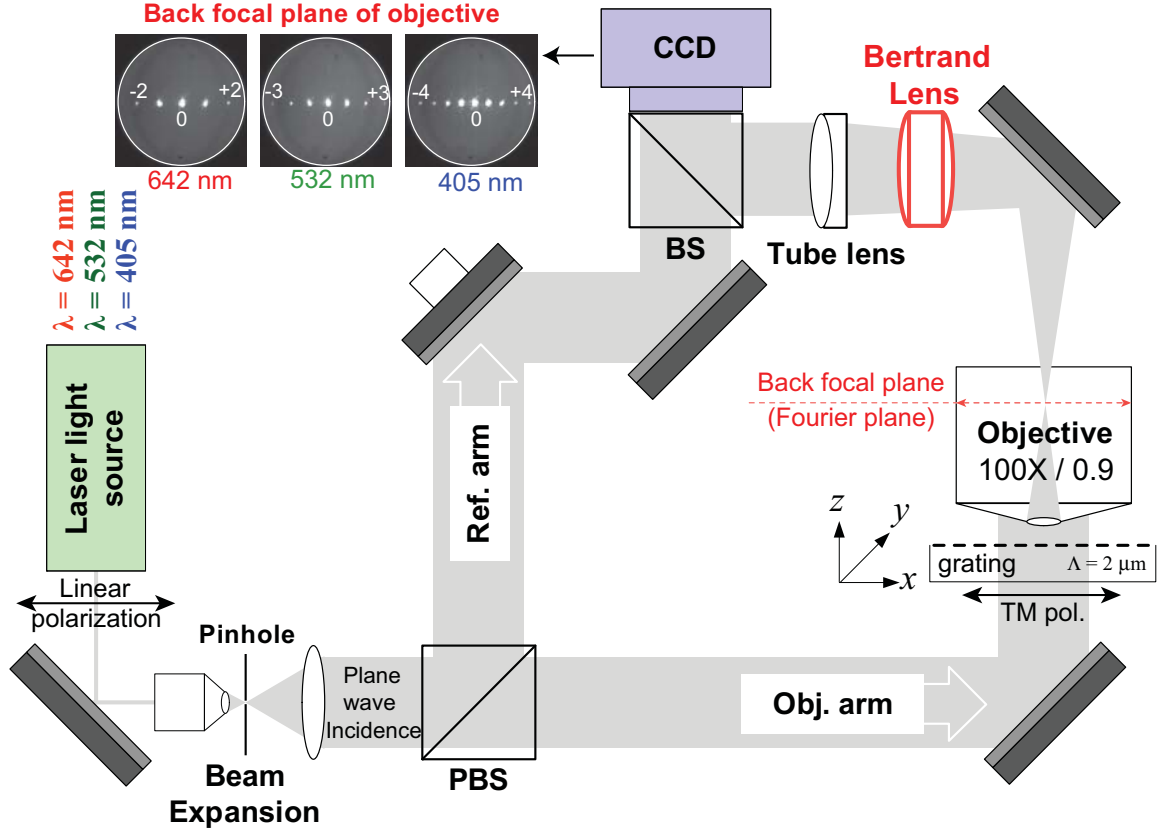 Back focal plane of objective
-2
0
+2
-3
0
+3
-4
0
+4
642 nm
532 nm
405 nm
CCD
Bertrand
Lens
BS
Tube lens
λ = 642 nm
λ = 532 nm
λ = 405 nm
Laser light
source
Linear
polarization
Pinhole
Beam
Expansion
Plane
wave
Incidence
PBS
Ref. arm
Obj. arm
Back focal plane
(Fourier plane)
Objective
100X / 0.9
z
y
x
grating
Λ = 2 μm
TM pol.